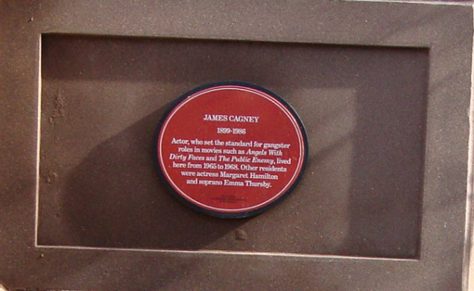 JAMES CAGNEY
1899-1986
Actor, who set the standard for gangster
roles in movies such as Angels With
Dirty Faces and The Public Enemy, lived
here from 1965 to 1968. Other residents
were actress Margaret Hamilton
and soprano Emma Thursby.